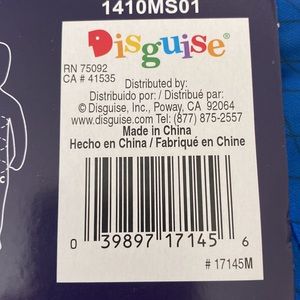 1410MS01
Disguise®
RN 75092
CA # 41535
Distributed by:
Distribuido por: / Distribué par:
© Disguise, Inc., Poway, CA 92064
www.disguise.com Tel / Tél: (877) 875-2557
Made in China
Hecho en China / Fabriqué en Chine
0 39897 17145 6
# 17145M